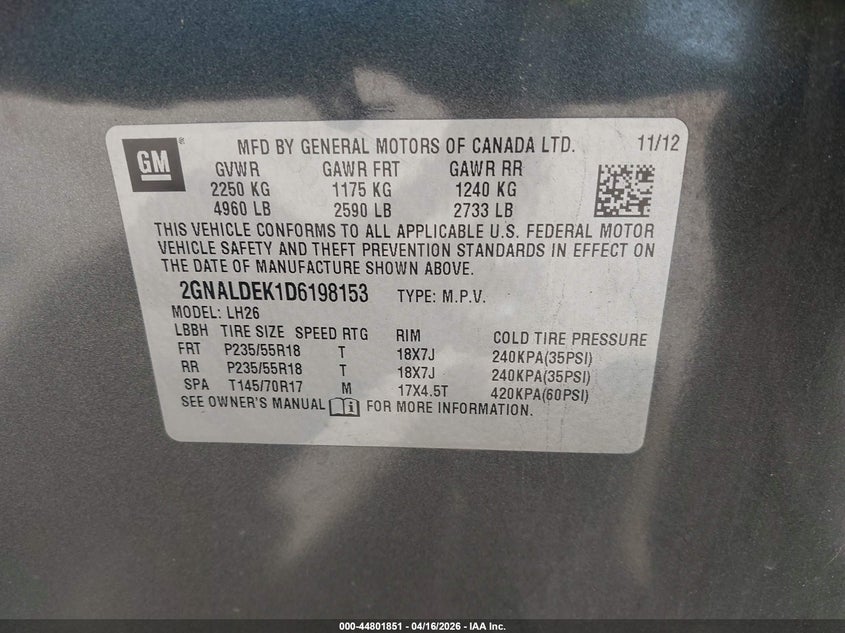 GM
MFD BY GENERAL MOTORS OF CANADA LTD. 11/12
GVWR GAWR FRT GAWR RR
2250 KG 1175 KG 1240 KG
4960 LB 2590 LB 2733 LB
THIS VEHICLE CONFORMS TO ALL APPLICABLE U.S. FEDERAL MOTOR
VEHICLE SAFETY AND THEFT PREVENTION STANDARDS IN EFFECT ON
THE DATE OF MANUFACTURE SHOWN ABOVE.
2GNALDEK1D6198153 TYPE: M.P.V.
MODEL: LH26
LBBH TIRE SIZE SPEED RTG RIM COLD TIRE PRESSURE
FRT P235/55R18 T 18X7J 240KPA(35PSI)
RR P235/55R18 T 18X7J 240KPA(35PSI)
SPA T145/70R17 M 17X4.5T 420KPA(60PSI)
SEE OWNER'S MANUAL FOR MORE INFORMATION.
000-44801851 - 04/16/2026 - IAA Inc.